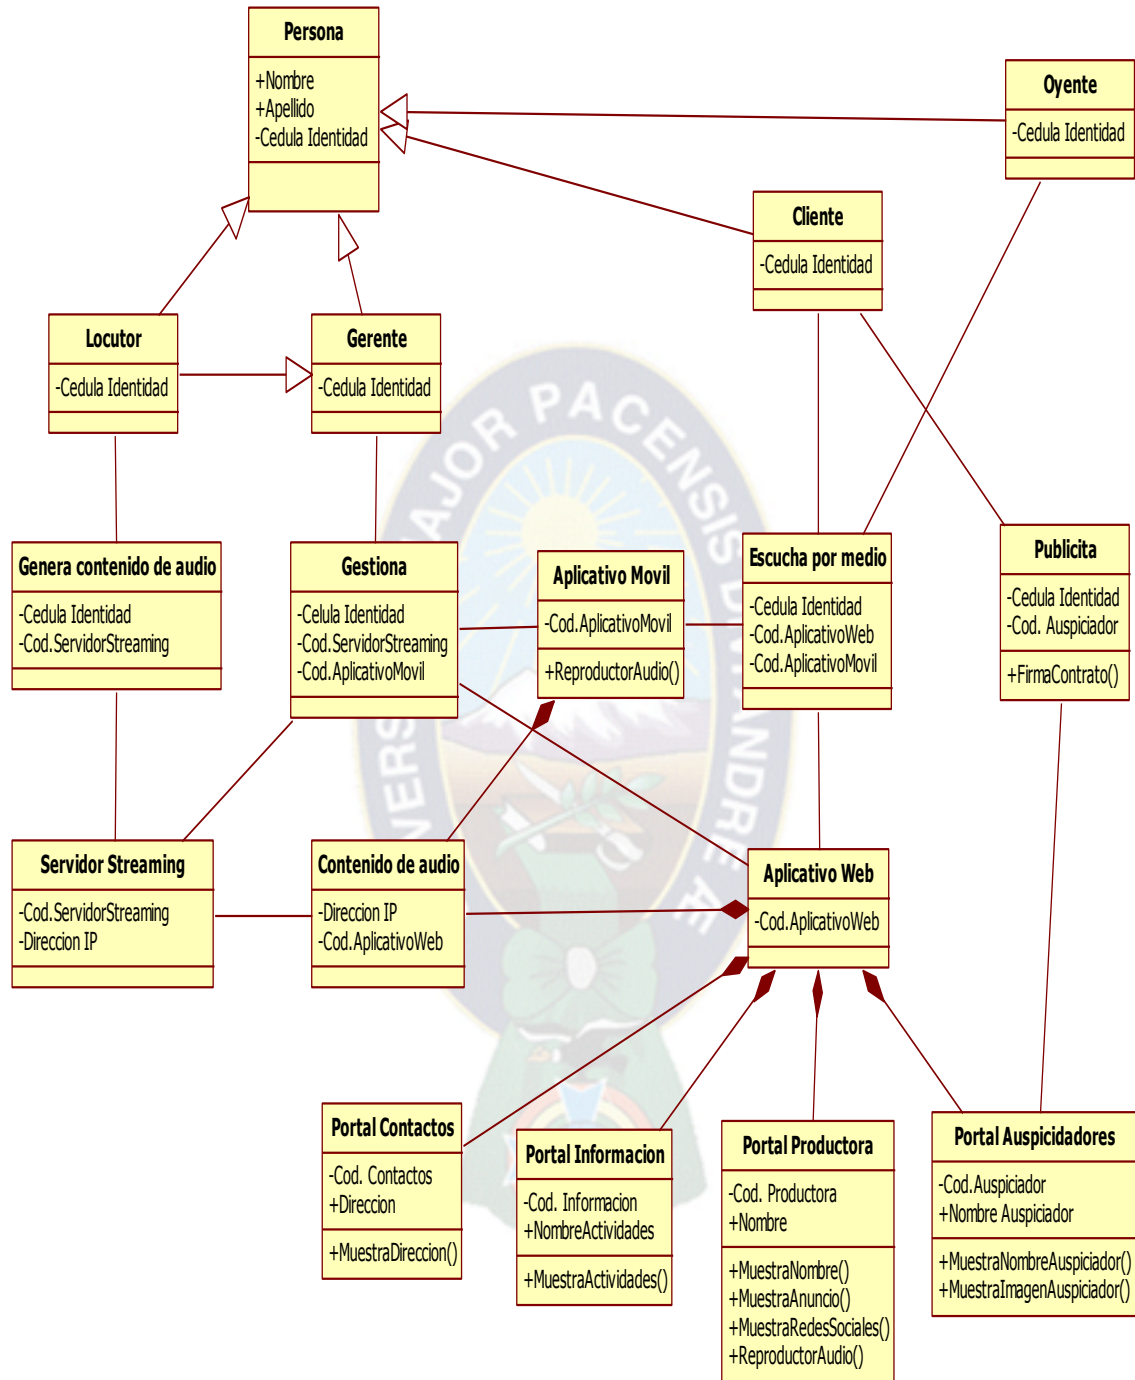 Persona
+Nombre
+Apellido
-Cedula Identidad
Oyente
-Cedula Identidad
Cliente
-Cedula Identidad
Locutor
-Cedula Identidad
Gerente
-Cedula Identidad
Genera contenido de audio
-Cedula Identidad
-Cod.ServidorStreaming
Gestiona
-Celula Identidad
-Cod.ServidorStreaming
-Cod.AplicativoMovil
Aplicativo Movil
-Cod.AplicativoMovil
+ReproductorAudio()
Escucha por medio
-Cedula Identidad
-Cod.AplicativoWeb
-Cod.AplicativoMovil
Publicita
-Cedula Identidad
-Cod. Auspiciador
+FirmaContrato()
Servidor Streaming
-Cod.ServidorStreaming
-Direccion IP
Contenido de audio
-Direccion IP
-Cod.AplicativoWeb
Aplicativo Web
-Cod.AplicativoWeb
Portal Contactos
-Cod. Contactos
+Direccion
+MuestraDireccion()
Portal Informacion
-Cod. Informacion
+NombreActividades
+MuestraActividades()
Portal Productora
-Cod. Productora
+Nombre
+MuestraNombre()
+MuestraAnuncio()
+MuestraRedesSociales()
+ReproductorAudio()
Portal Auspicidadores
-Cod.Auspiciador
+Nombre Auspiciador
+MuestraNombreAuspiciador()
+MuestraImagenAuspiciador()
PACENSIS